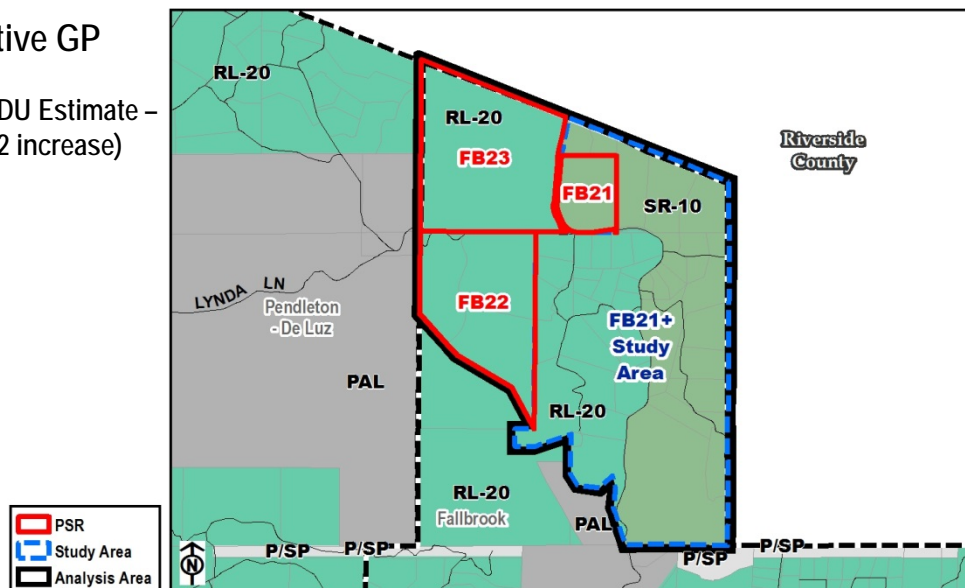 tive GP
DU Estimate –
2 increase)
RL-20
RL-20
FB23
Riverside
County
FB21
SR-10
LYNDA LN
Pendleton
- De Luz
FB22
FB21+
Study
Area
PAL
RL-20
RL-20
Fallbrook
PAL
PSR
Study Area
Analysis Area
N
P/SP
P/SP
P/SP
P/SP